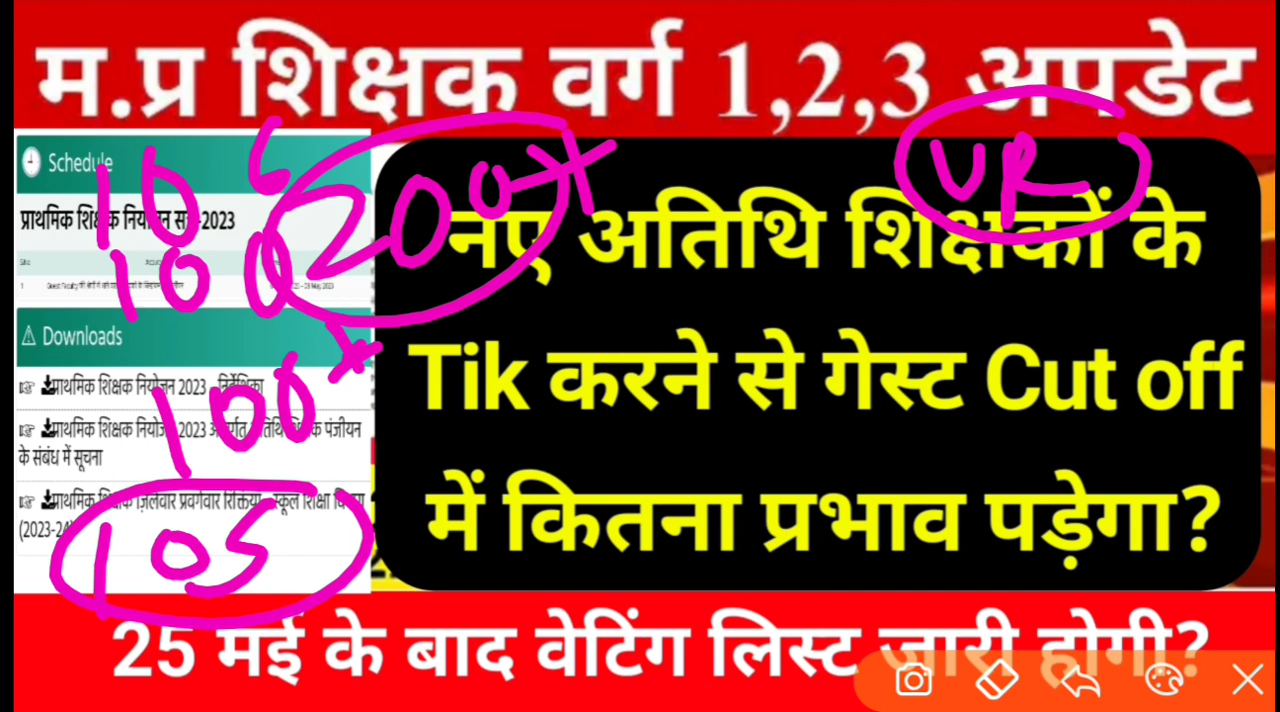 म.प्र शिक्षक वर्ग 1,2,3 अपडेट
Schedule
प्राथमिक शिक्षक नियोजन सत्र-2023
Downloads
प्राथमिक शिक्षक नियोजन 2023 - निर्देशिका
प्राथमिक शिक्षक नियोजन 2023 अंतर्गत अतिथि शिक्षक पंजीयन
के संबंध में सूचना
प्राथमिक शिक्षक ज़िलेवार प्रवर्गवार रिक्तियां स्कूल शिक्षा
(2023-24)
105
100
100+
105
200+
UR
नए अतिथि शिक्षकों के
Tik करने से गेस्ट Cut off
में कितना प्रभाव पड़ेगा?
25 मई के बाद वेटिंग लिस्ट जारी होगी?